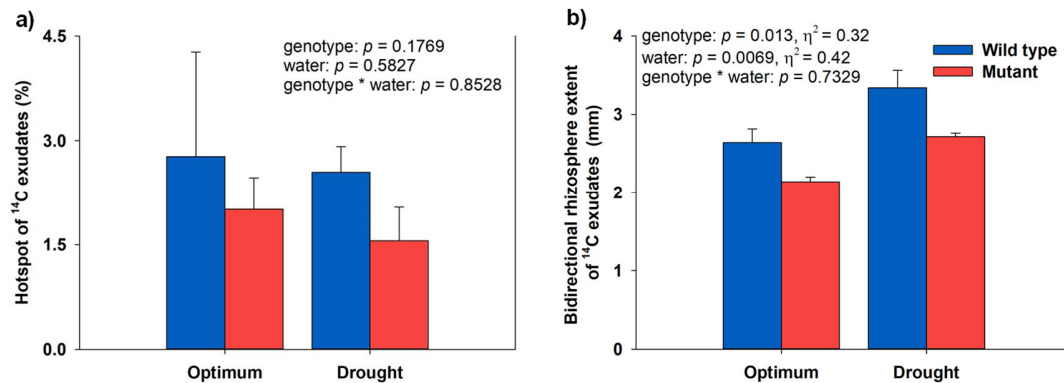 a)
Hotspot of ¹⁴C exudates (%)
4.5
3.0
1.5
0.0
genotype: p = 0.1769
water: p = 0.5827
genotype * water: p = 0.8528
Optimum
Drought
b)
Bidirectional rhizosphere extent
of ¹⁴C exudates (mm)
4
3
2
1
0
genotype: p = 0.013, η² = 0.32
water: p = 0.0069, η² = 0.42
genotype * water: p = 0.7329
Wild type
Mutant
Optimum
Drought